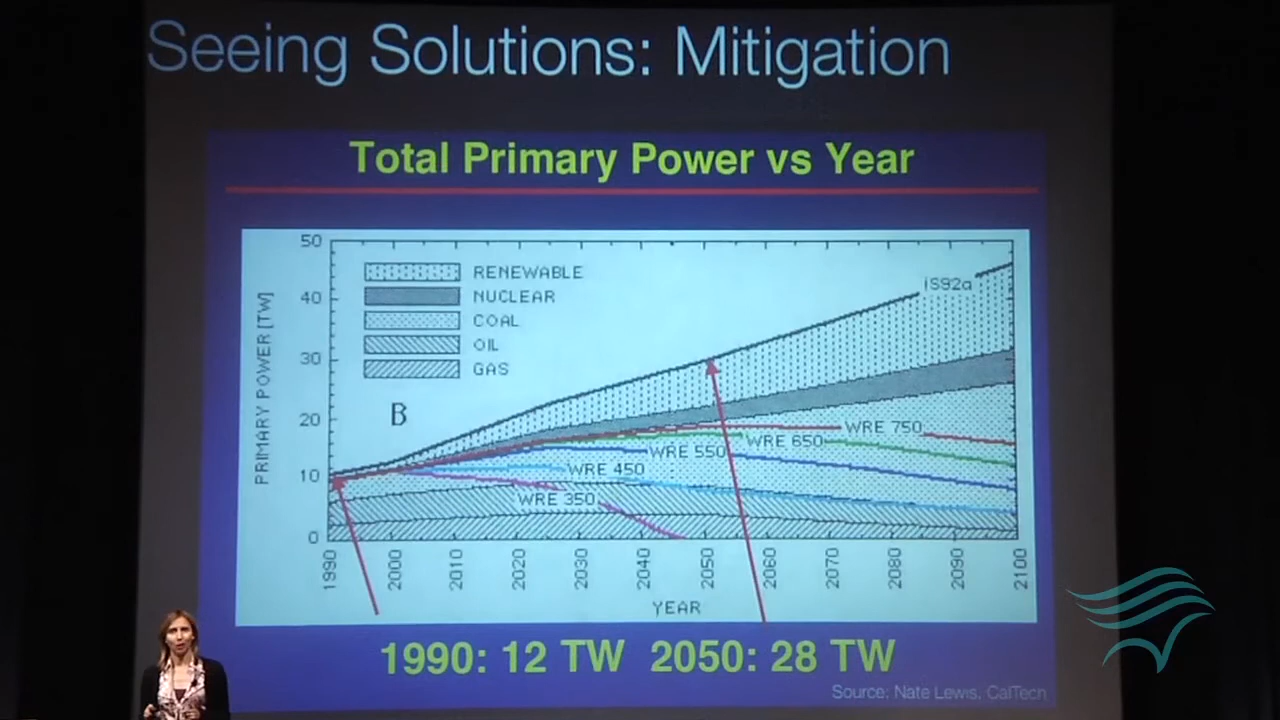 Seeing Solutions: Mitigation
Total Primary Power vs Year
50
40
30
20
10
0
PRIMARY POWER [TW]
RENEWABLE
NUCLEAR
COAL
OIL
GAS
B
IS92a
WRE 750
WRE 650
WRE 550
WRE 450
WRE 350
1990
2000
2010
2020
2030
2040
2050
2060
2070
2080
2090
2100
YEAR
1990: 12 TW 2050: 28 TW
Source: Nate Lewis, CalTech